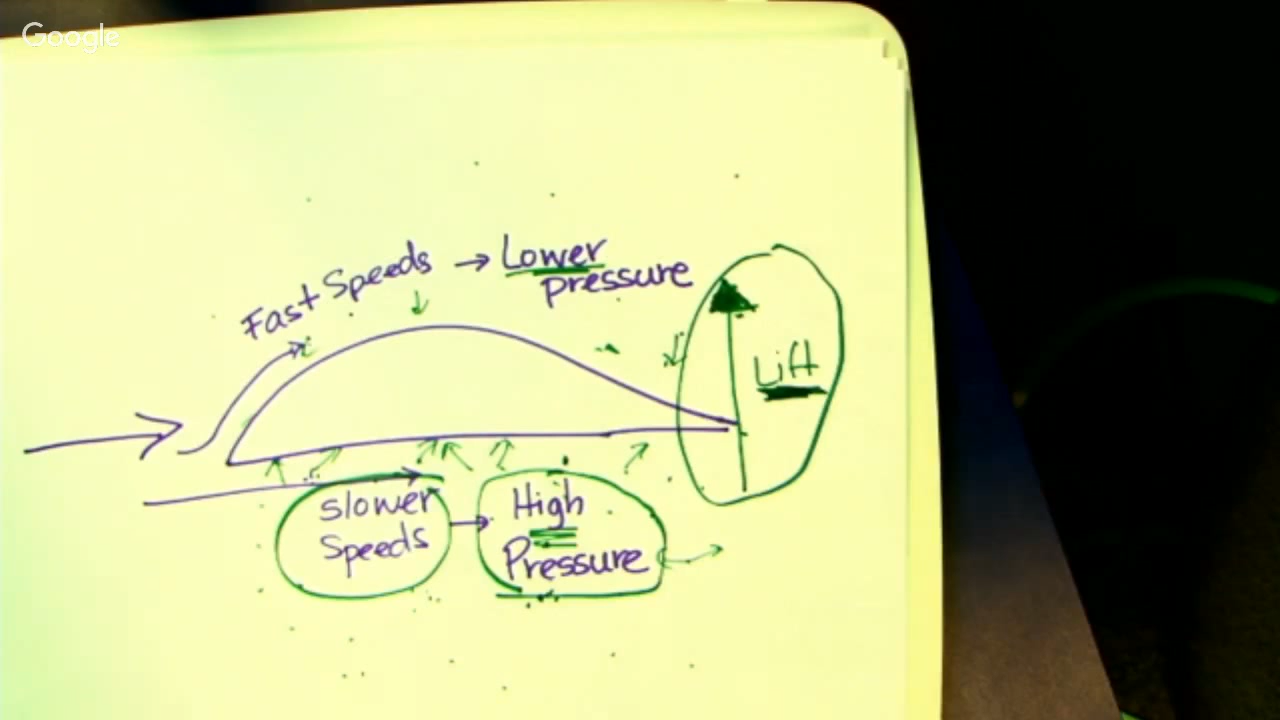 Google
Fast Speeds → Lower
pressure
Lift
slower
Speeds
High
Pressure